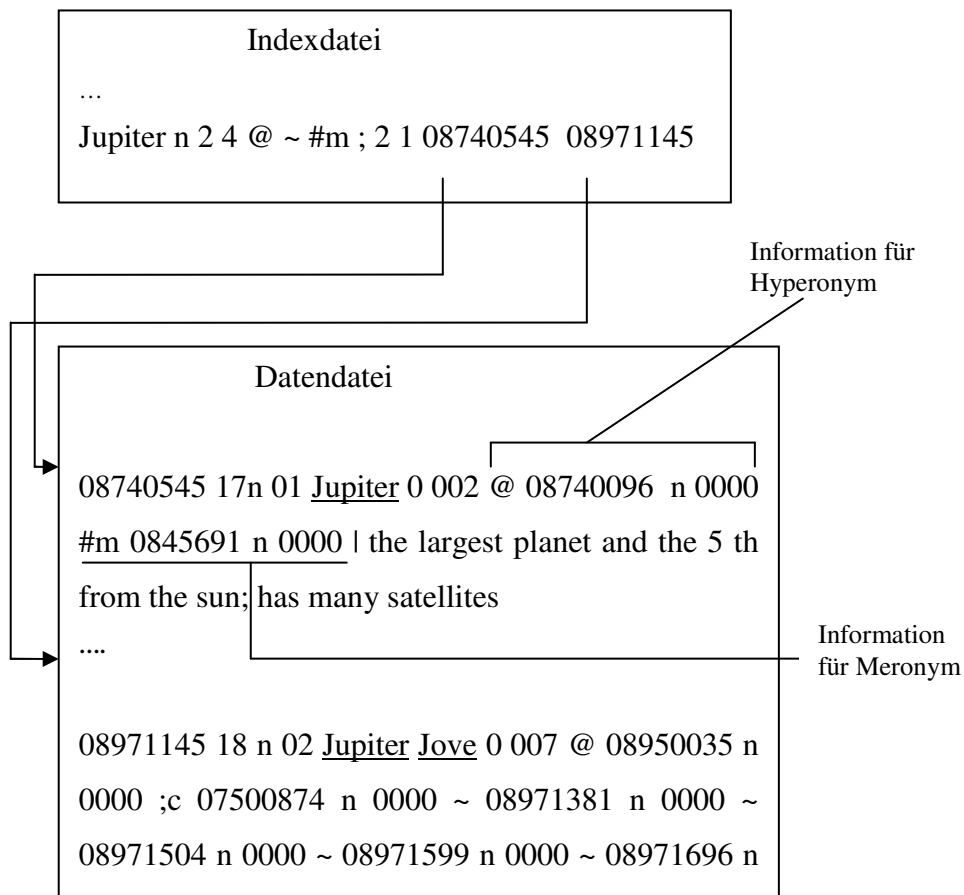 Indexdatei
…
Jupiter n 2 4 @ ~ #m ; 2 1 08740545 08971145
Information für
Hyperonym
Datendatei
08740545 17n 01 Jupiter 0 002 @ 08740096 n 0000
#m 0845691 n 0000 | the largest planet and the 5 th
from the sun; has many satellites
....
Information
für Meronym
08971145 18 n 02 Jupiter Jove 0 007 @ 08950035 n
0000 ;c 07500874 n 0000 ~ 08971381 n 0000 ~
08971504 n 0000 ~ 08971599 n 0000 ~ 08971696 n